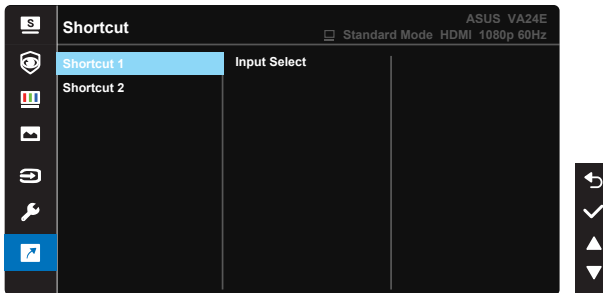 S
Shortcut
ASUS VA24E
Standard Mode HDMI 1080p 60Hz
Shortcut 1
Input Select
Shortcut 2